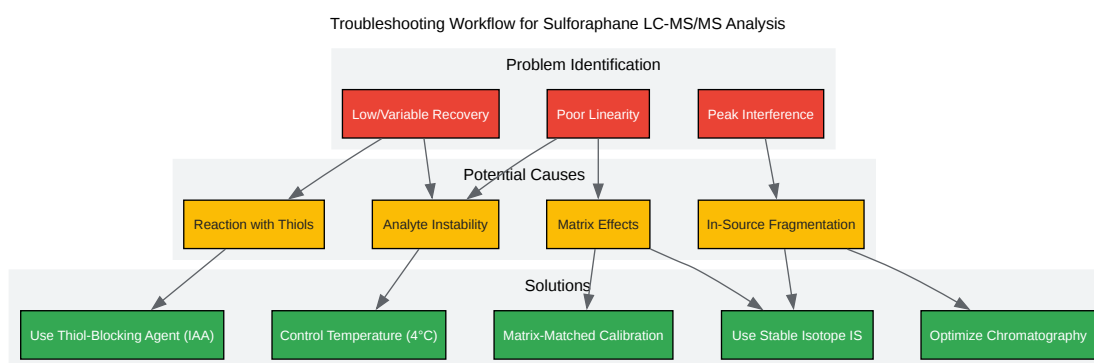 Troubleshooting Workflow for Sulforaphane LC-MS/MS Analysis
Problem Identification
Low/Variable Recovery
Poor Linearity
Peak Interference
Potential Causes
Reaction with Thiols
Analyte Instability
Matrix Effects
In-Source Fragmentation
Solutions
Use Thiol-Blocking Agent (IAA)
Control Temperature (4°C)
Matrix-Matched Calibration
Use Stable Isotope IS
Optimize Chromatography